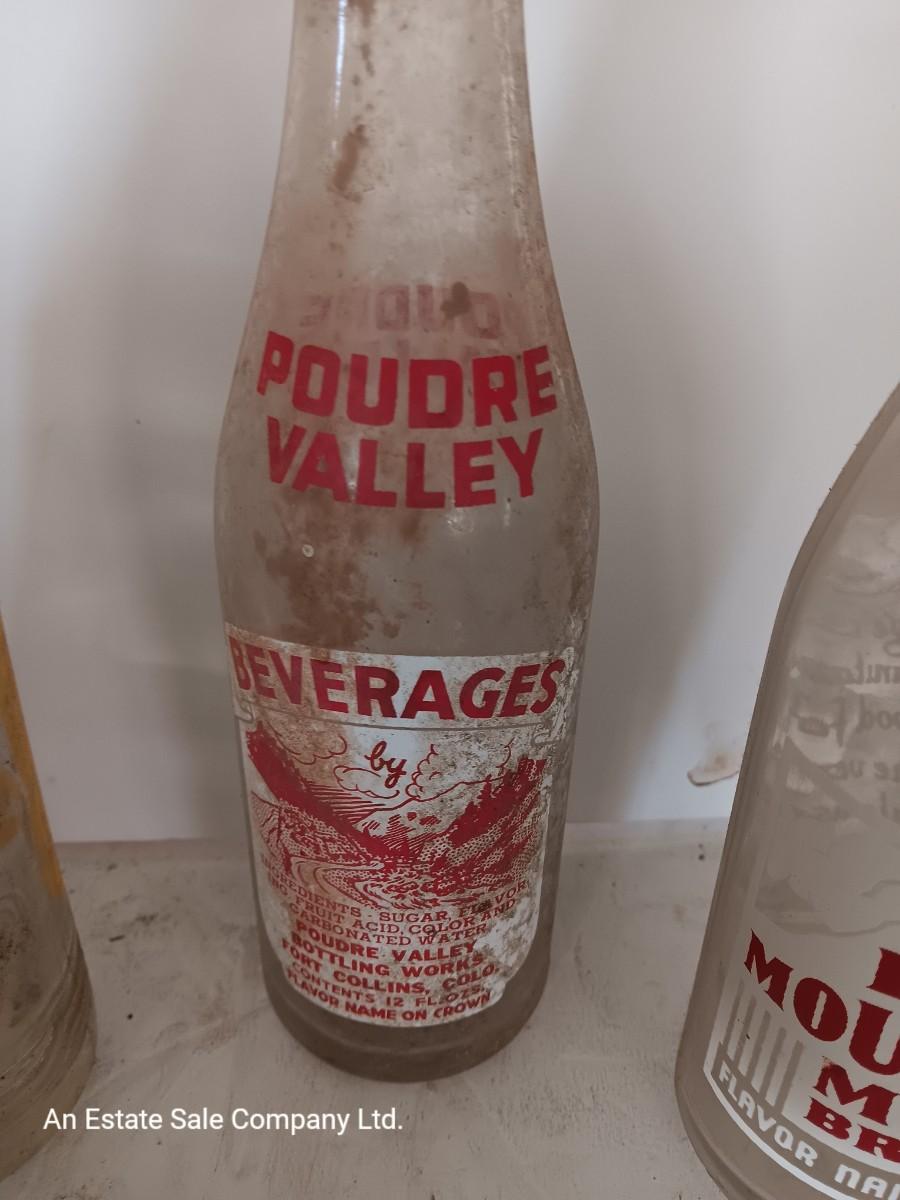 POUDRE
VALLEY
BEVERAGES
by
INGREDIENTS - SUGAR, FLAVOR
FRUIT ACID, COLOR AND
CARBONATED WATER
POUDRE VALLEY
BOTTLING WORKS
FORT COLLINS, COLO.
CONTENTS 12 FL. OZS.
FLAVOR NAME ON CROWN
MOU
M
BR
FLAVOR NA
An Estate Sale Company Ltd.